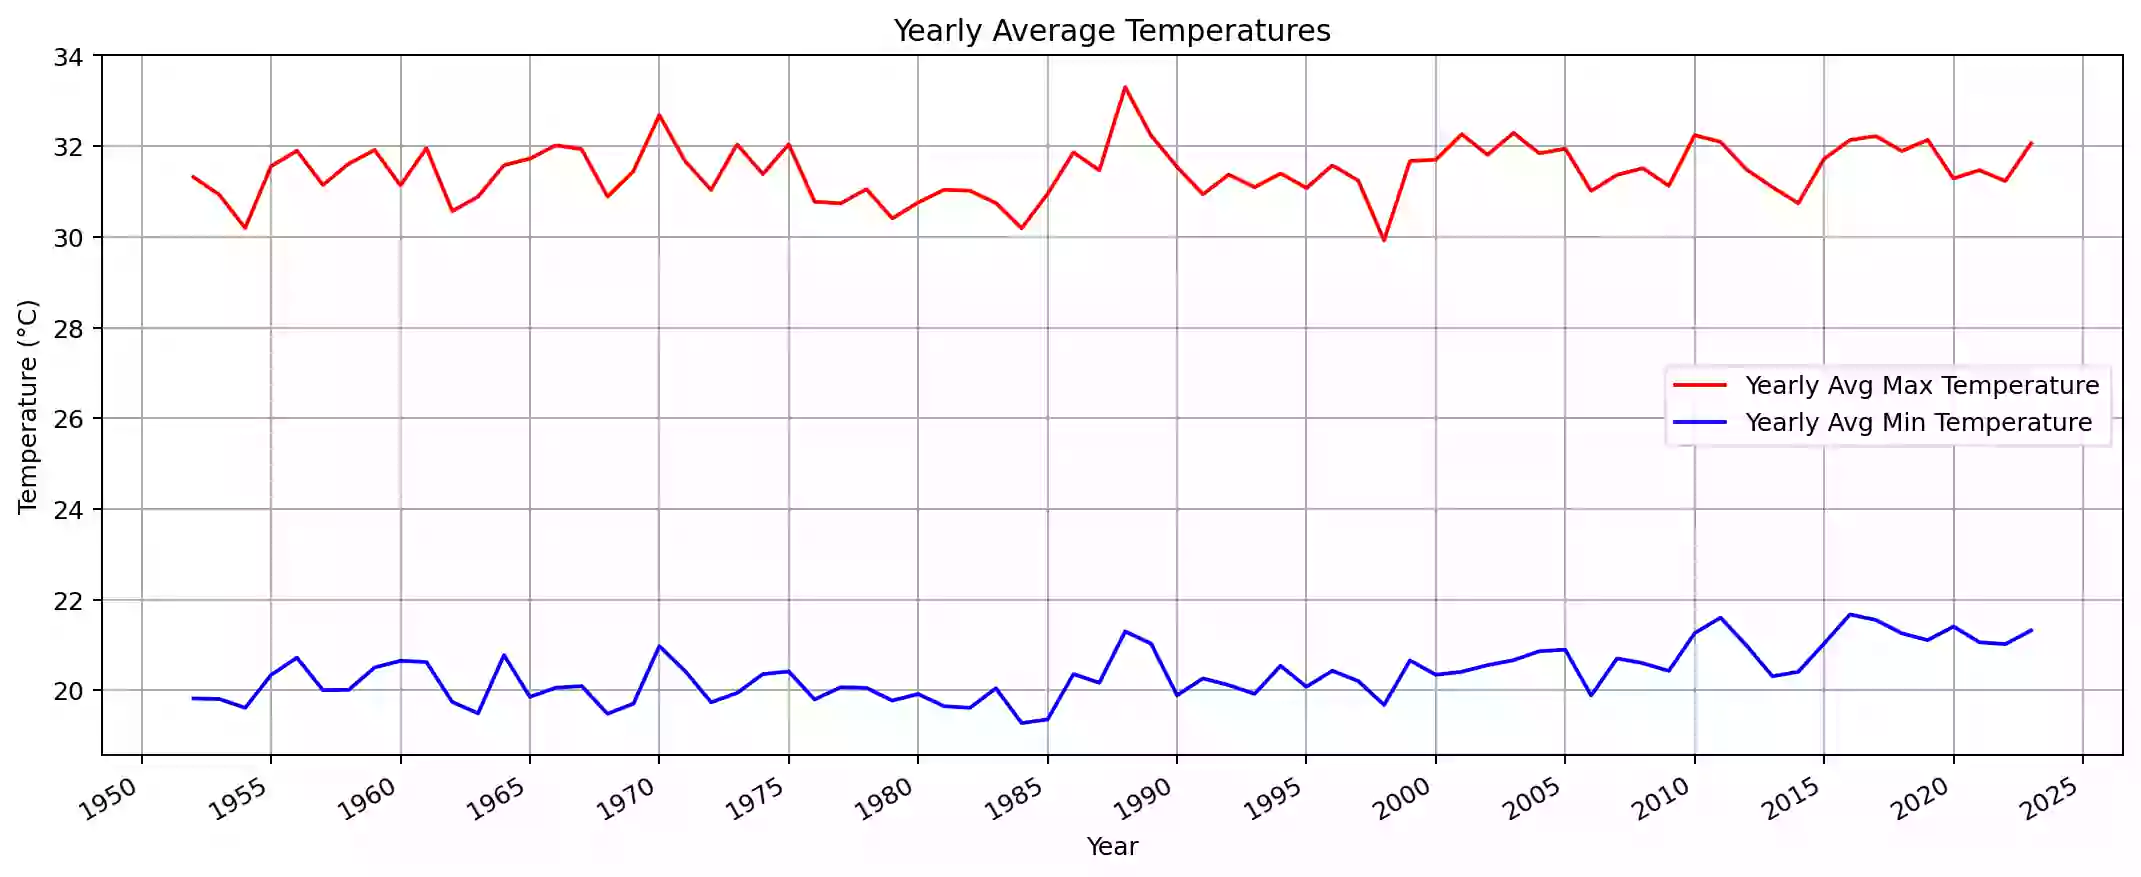 Yearly Average Temperatures
34
32
30
28
26
24
22
20
Temperature (°C)
Yearly Avg Max Temperature
Yearly Avg Min Temperature
1950 1955 1960 1965 1970 1975 1980 1985 1990 1995 2000 2005 2010 2015 2020 2025
Year